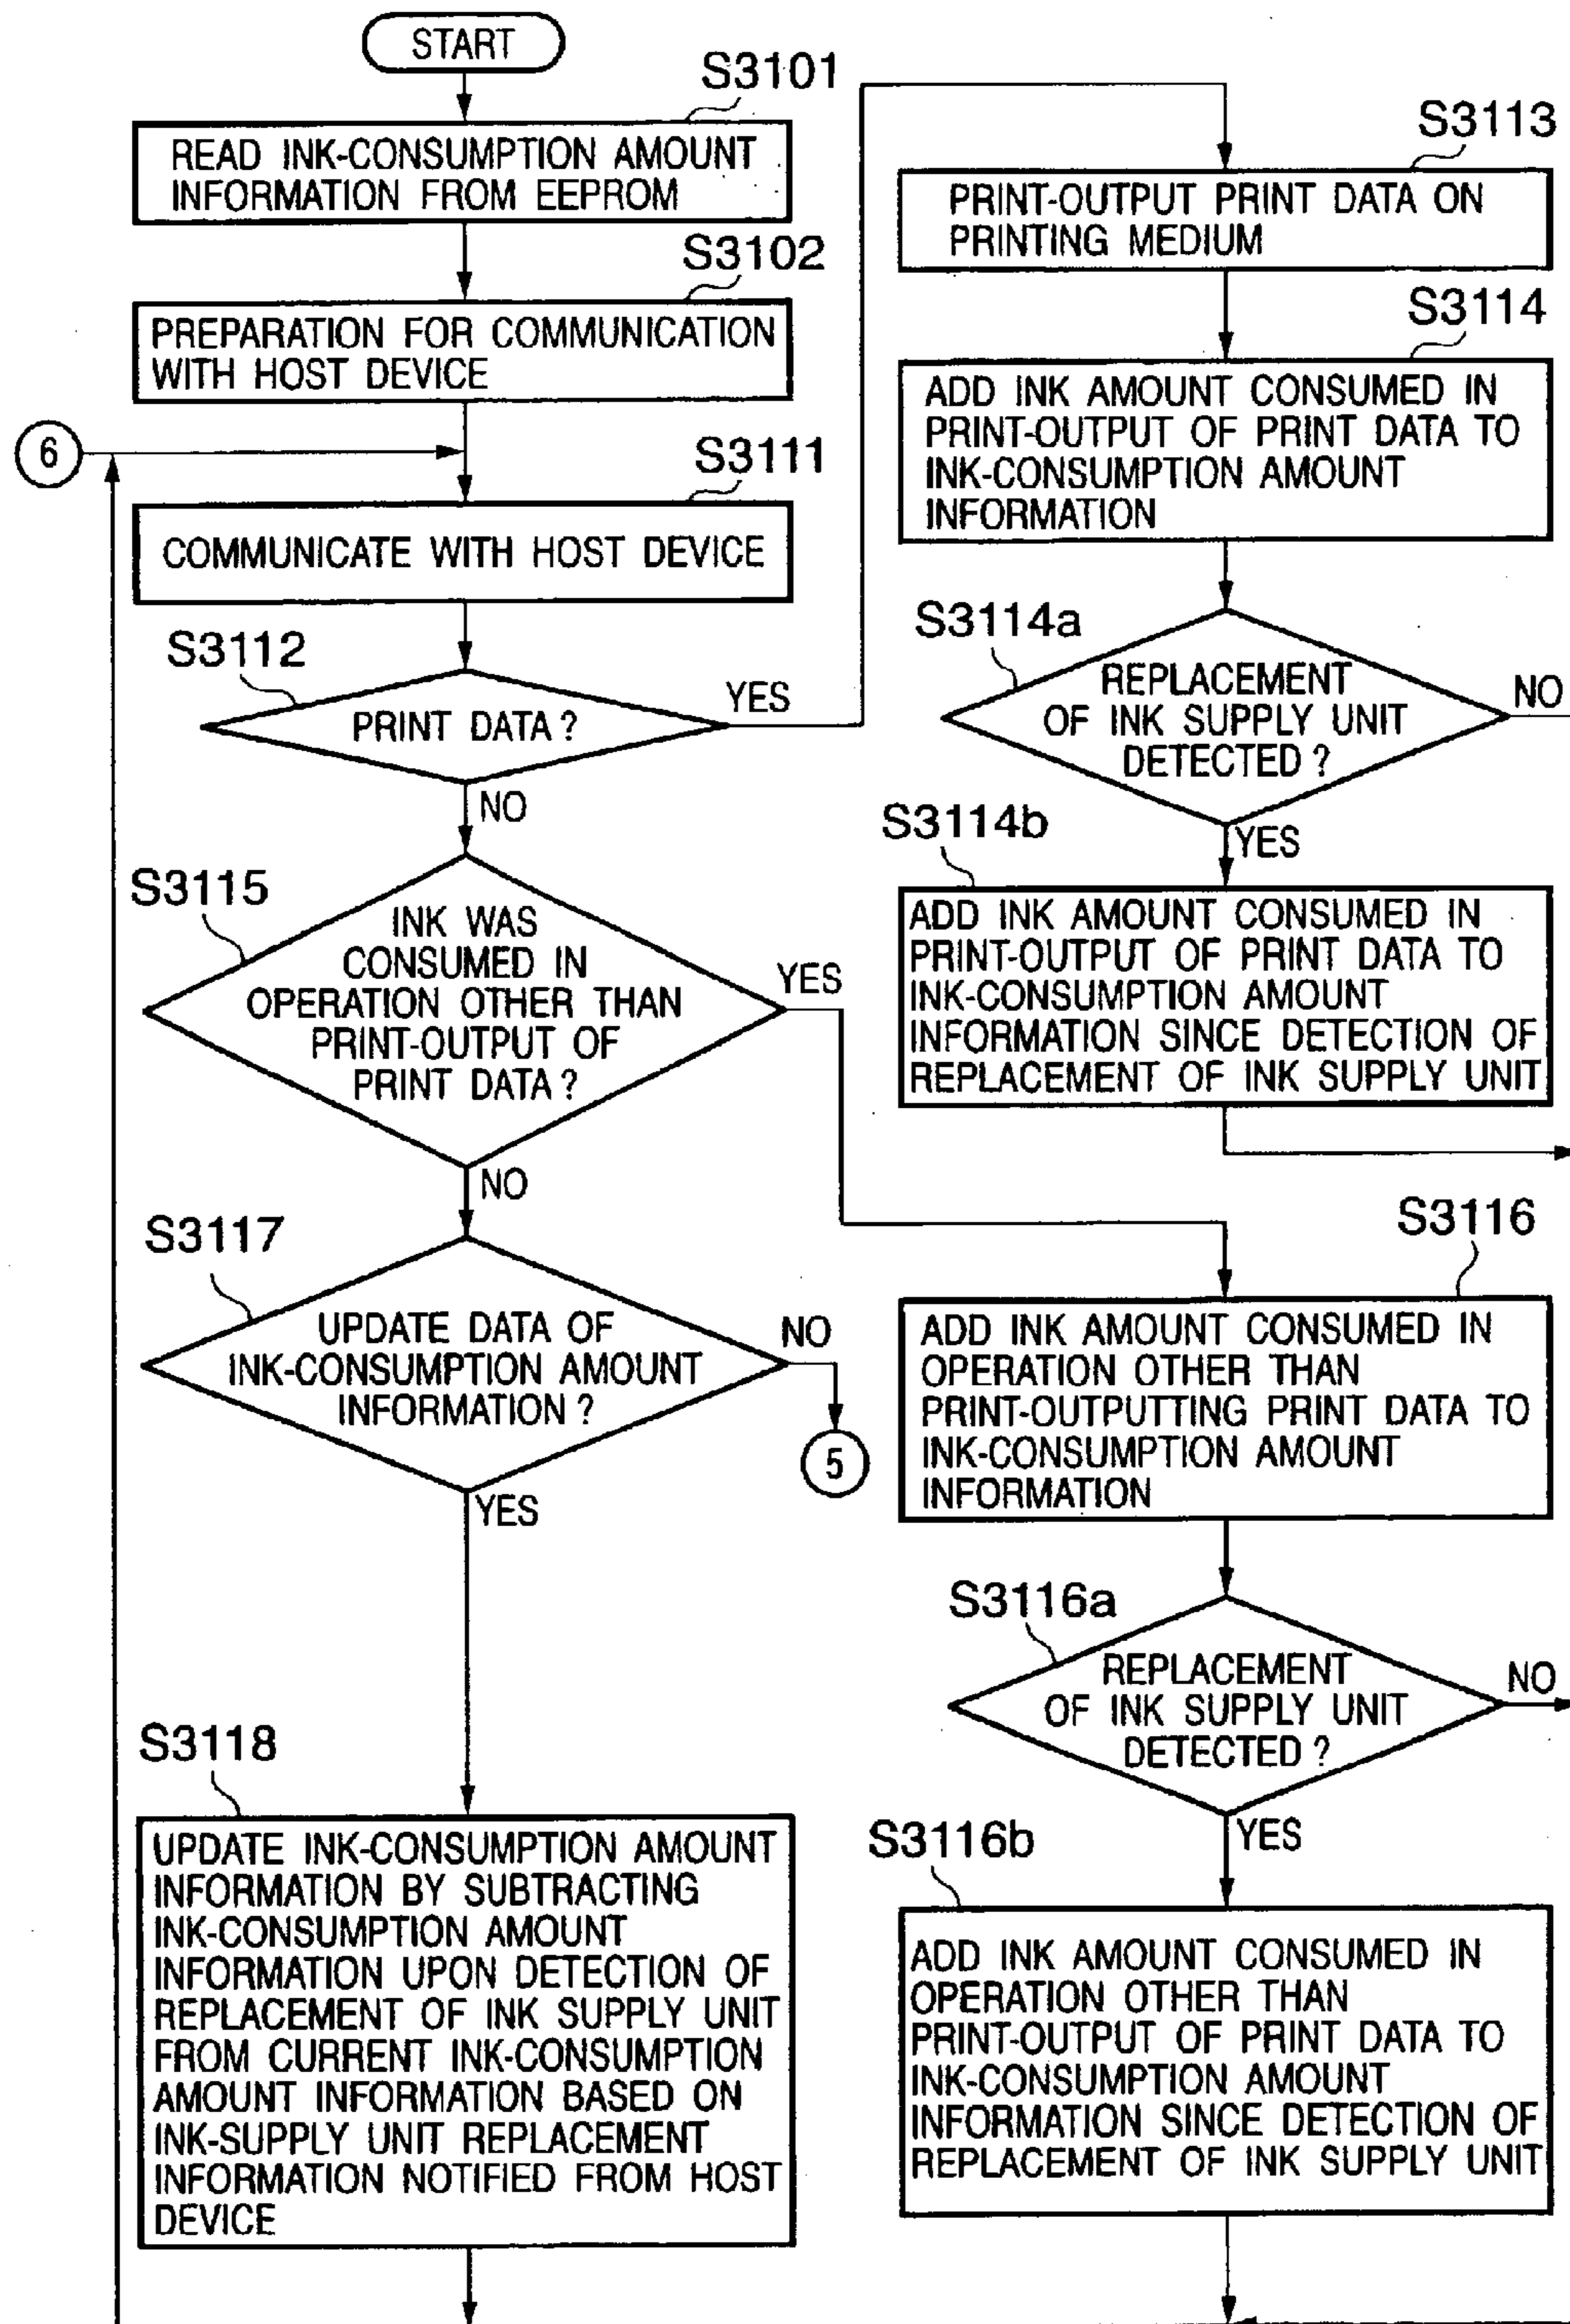 START
S3101
READ INK-CONSUMPTION AMOUNT
INFORMATION FROM EEPROM
S3102
PREPARATION FOR COMMUNICATION
WITH HOST DEVICE
6
S3111
COMMUNICATE WITH HOST DEVICE
S3112
PRINT DATA?
YES
NO
S3115
INK WAS
CONSUMED IN
OPERATION OTHER THAN
PRINT-OUTPUT OF
PRINT DATA?
YES
NO
S3117
UPDATE DATA OF
INK-CONSUMPTION AMOUNT
INFORMATION?
NO
5
YES
S3118
UPDATE INK-CONSUMPTION AMOUNT
INFORMATION BY SUBTRACTING
INK-CONSUMPTION AMOUNT
INFORMATION UPON DETECTION OF
REPLACEMENT OF INK SUPPLY UNIT
FROM CURRENT INK-CONSUMPTION
AMOUNT INFORMATION BASED ON
INK-SUPPLY UNIT REPLACEMENT
INFORMATION NOTIFIED FROM HOST
DEVICE
S3113
PRINT-OUTPUT PRINT DATA ON
PRINTING MEDIUM
S3114
ADD INK AMOUNT CONSUMED IN
PRINT-OUTPUT OF PRINT DATA TO
INK-CONSUMPTION AMOUNT
INFORMATION
S3114a
REPLACEMENT
OF INK SUPPLY UNIT
DETECTED?
NO
YES
S3114b
ADD INK AMOUNT CONSUMED IN
PRINT-OUTPUT OF PRINT DATA TO
INK-CONSUMPTION AMOUNT
INFORMATION SINCE DETECTION OF
REPLACEMENT OF INK SUPPLY UNIT
S3116
ADD INK AMOUNT CONSUMED IN
OPERATION OTHER THAN
PRINT-OUTPUTTING PRINT DATA TO
INK-CONSUMPTION AMOUNT
INFORMATION
S3116a
REPLACEMENT
OF INK SUPPLY UNIT
DETECTED?
NO
YES
S3116b
ADD INK AMOUNT CONSUMED IN
OPERATION OTHER THAN
PRINT-OUTPUT OF PRINT DATA TO
INK-CONSUMPTION AMOUNT
INFORMATION SINCE DETECTION OF
REPLACEMENT OF INK SUPPLY UNIT